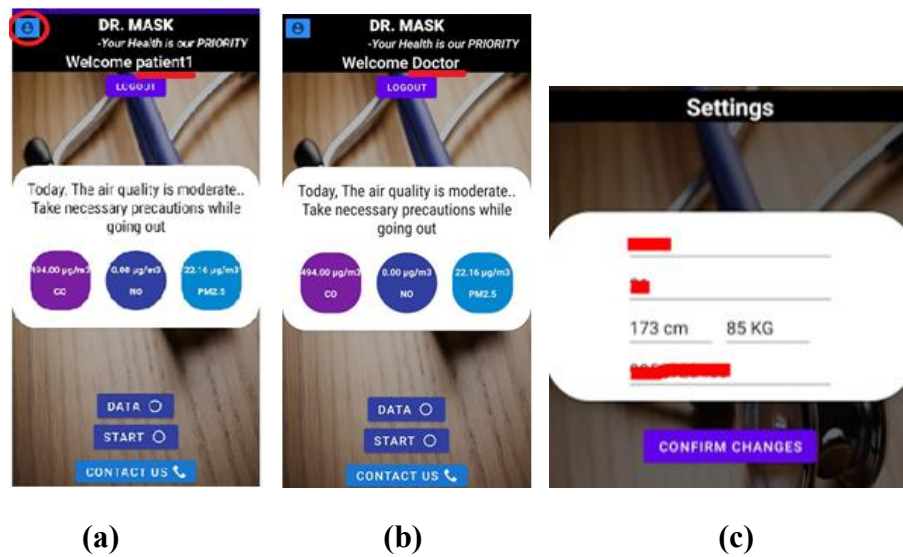 DR. MASK
-Your Health is our PRIORITY
Welcome patient1
LOGOUT
Today, The air quality is moderate..
Take necessary precautions while
going out
494.00 µg/m3
CO
0.00 µg/m3
NO
22.16 µg/m3
PM2.5
DATA
START
CONTACT US
(a)
DR. MASK
-Your Health is our PRIORITY
Welcome Doctor
LOGOUT
Today, The air quality is moderate..
Take necessary precautions while
going out
494.00 µg/m3
CO
0.00 µg/m3
NO
22.16 µg/m3
PM2.5
DATA
START
CONTACT US
(b)
Settings
173 cm
85 KG
CONFIRM CHANGES
(c)